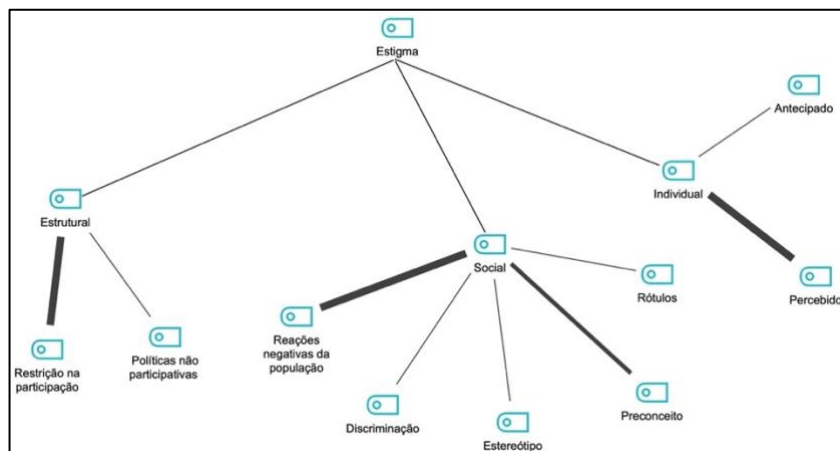 Estigma
Antecipado
Individual
Estrutural
Social
Rótulos
Percebido
Reações
negativas da
população
Políticas não
participativas
Restrição na
participação
Preconceito
Discriminação
Estereótipo